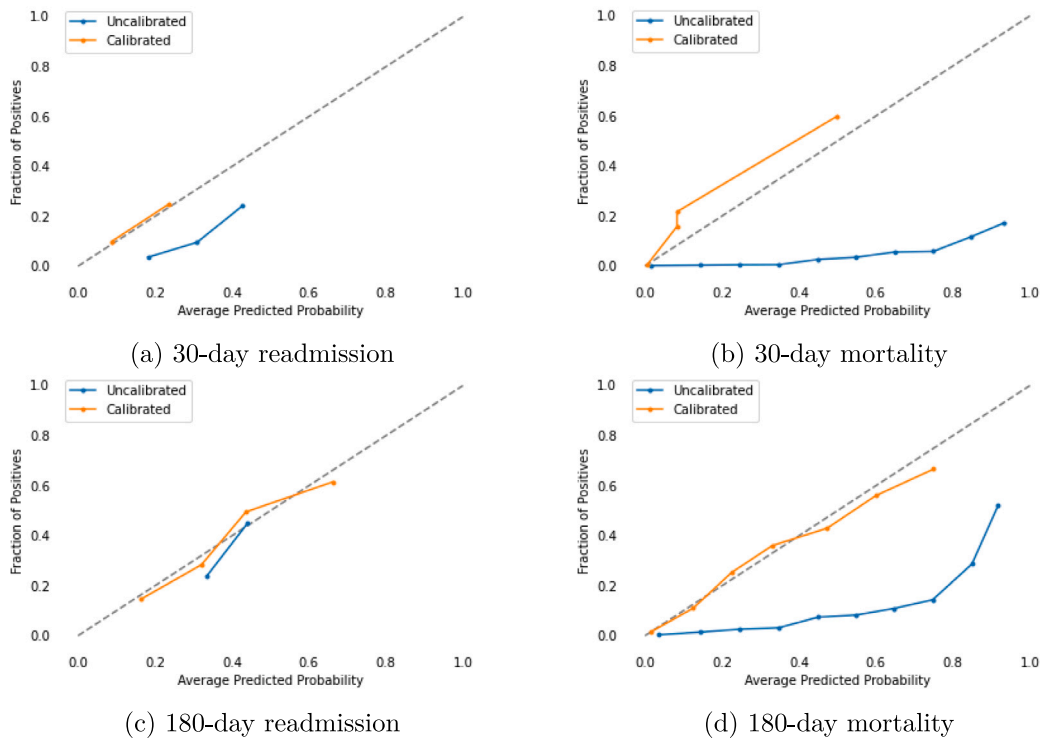 Uncalibrated
Calibrated
1.0
0.8
0.6
0.4
0.2
0.0
Fraction of Positives
0.0 0.2 0.4 0.6 0.8 1.0
Average Predicted Probability
(a) 30-day readmission
Uncalibrated
Calibrated
1.0
0.8
0.6
0.4
0.2
0.0
Fraction of Positives
0.0 0.2 0.4 0.6 0.8 1.0
Average Predicted Probability
(b) 30-day mortality
Uncalibrated
Calibrated
1.0
0.8
0.6
0.4
0.2
0.0
Fraction of Positives
0.0 0.2 0.4 0.6 0.8 1.0
Average Predicted Probability
(c) 180-day readmission
Uncalibrated
Calibrated
1.0
0.8
0.6
0.4
0.2
0.0
Fraction of Positives
0.0 0.2 0.4 0.6 0.8 1.0
Average Predicted Probability
(d) 180-day mortality